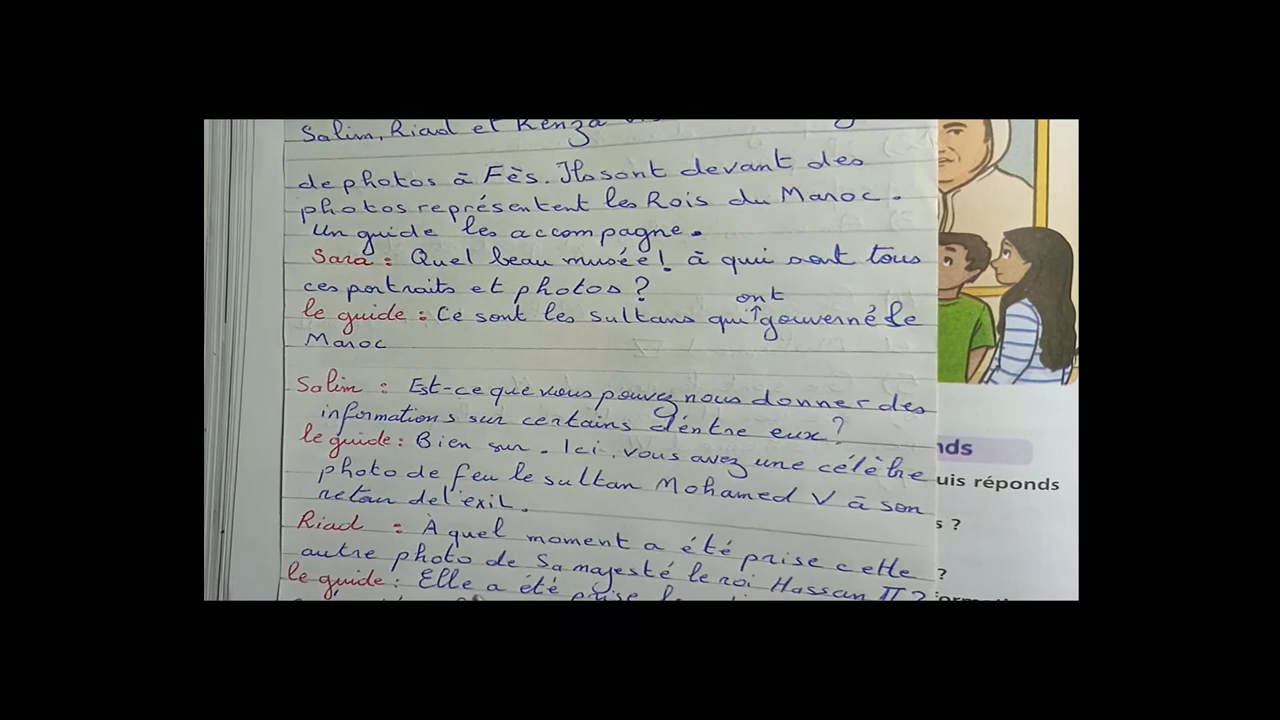 Salim, Riad et Kenza
de photos à Fès. Ils sont devant des
photos représentent les Rois du Maroc.
Un guide les accompagne.
Sara : Quel beau musée! à qui sont tous
ces portraits et photos ?
ont
le guide : Ce sont les sultans qui ↑ gouverné le
Maroc
Salim : Est-ce que vous pouvez nous donner des
informations sur certains d'entre eux ?
le guide : Bien sur. Ici, vous avez une célèbre
photo de feu le sultan Mohamed V à son
retour de l'exil.
Riad : À quel moment a été prise cette
autre photo de Sa majesté le roi Hassan II ?
le guide : Elle a été prise
nds
uis réponds
s ?
?